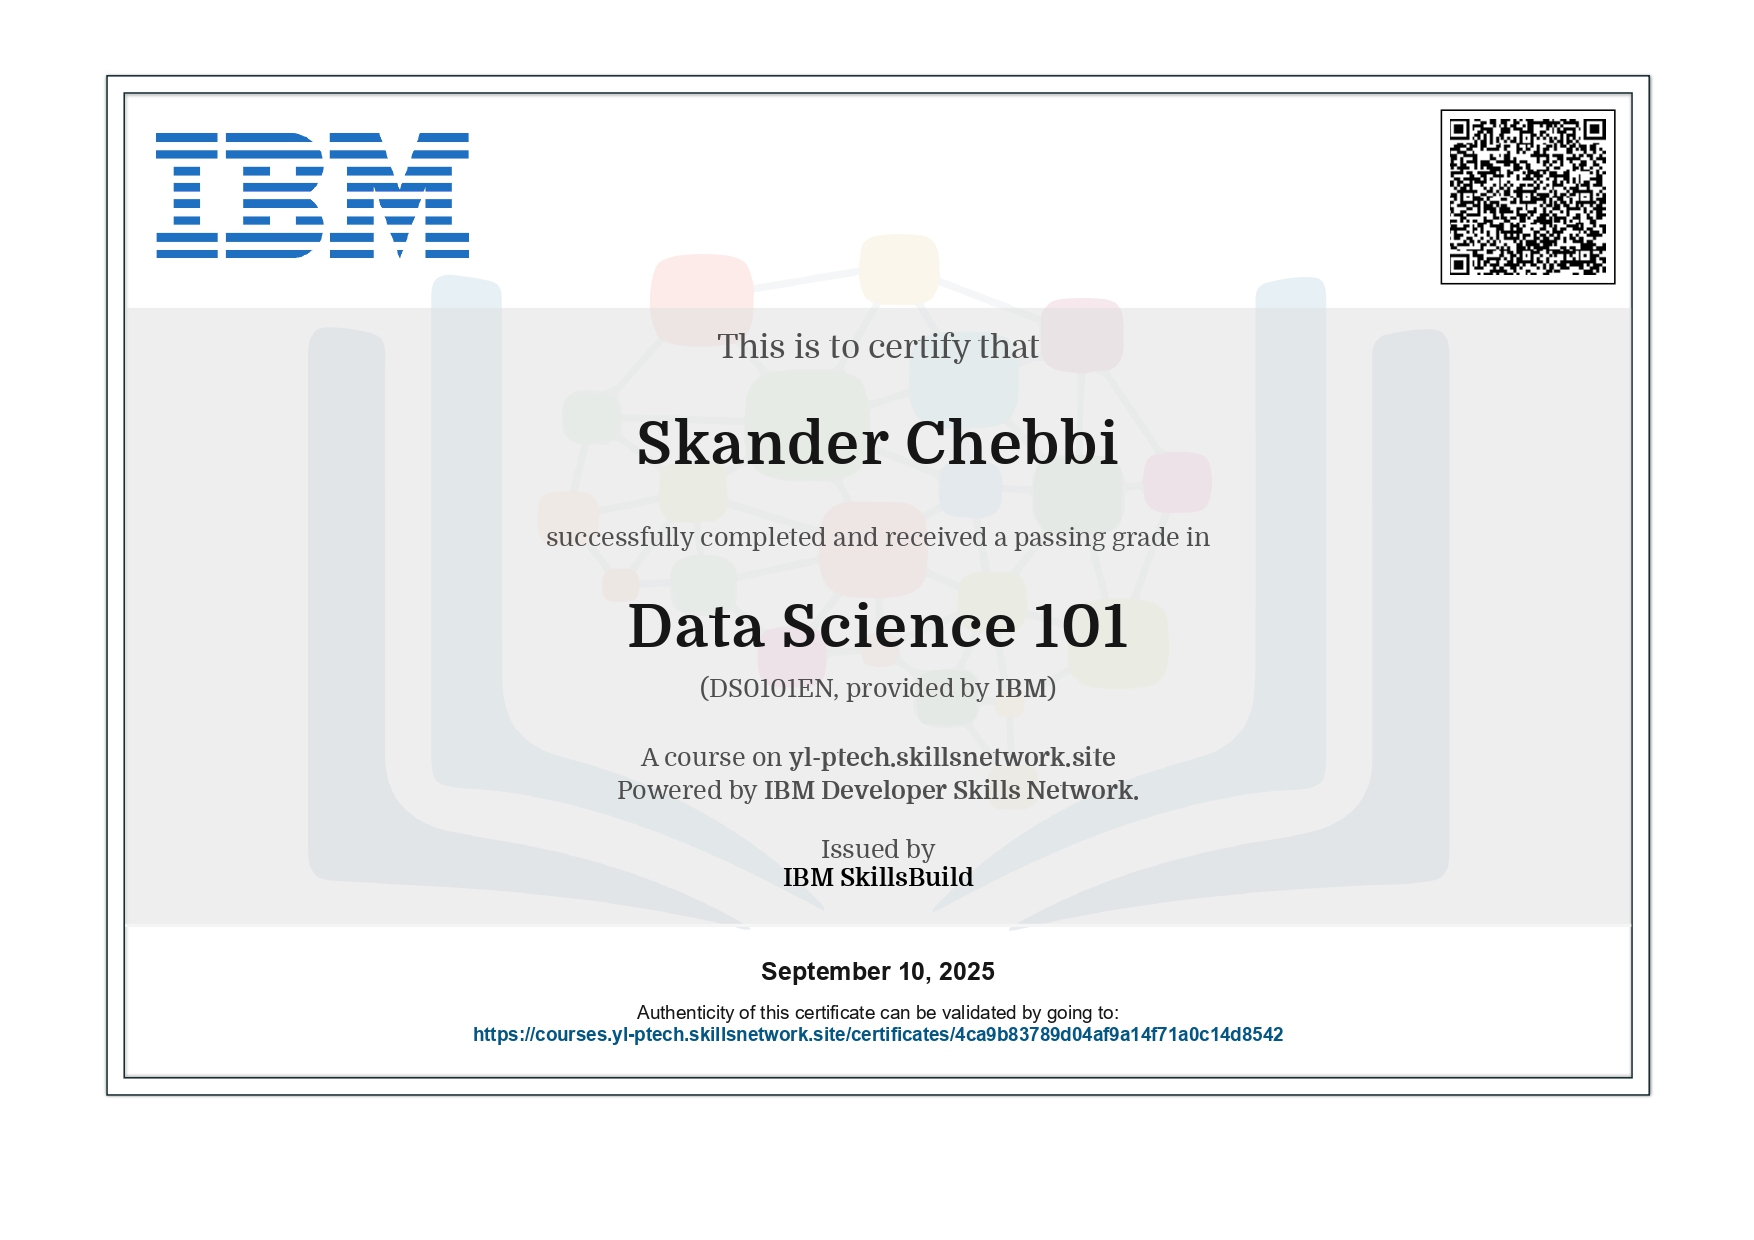 IBM
This is to certify that
Skander Chebbi
successfully completed and received a passing grade in
Data Science 101
(DS0101EN, provided by IBM)
A course on yl-ptech.skillsnetwork.site
Powered by IBM Developer Skills Network.
Issued by
IBM SkillsBuild
September 10, 2025
Authenticity of this certificate can be validated by going to:
https://courses.yl-ptech.skillsnetwork.site/certificates/4ca9b83789d04af9a14f71a0c14d8542